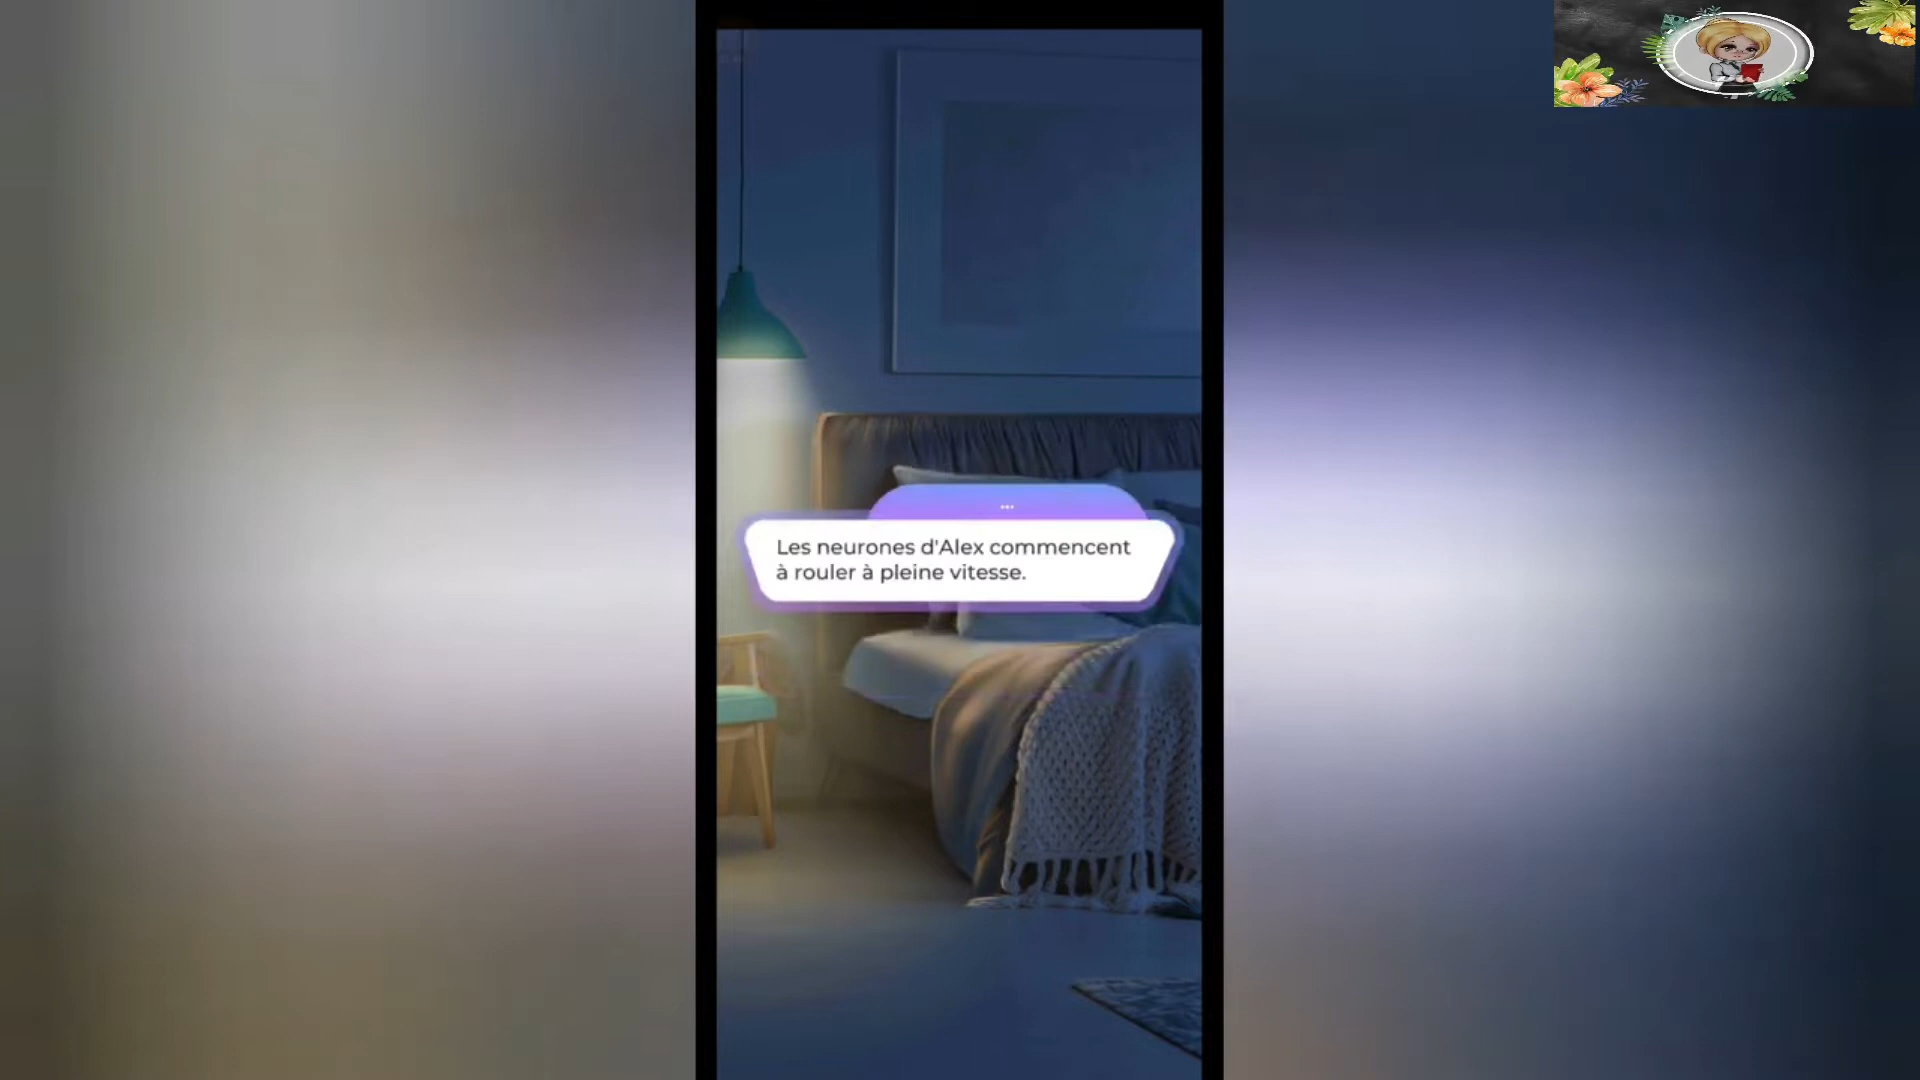 ...
Les neurones d'Alex commencent
à rouler à pleine vitesse.